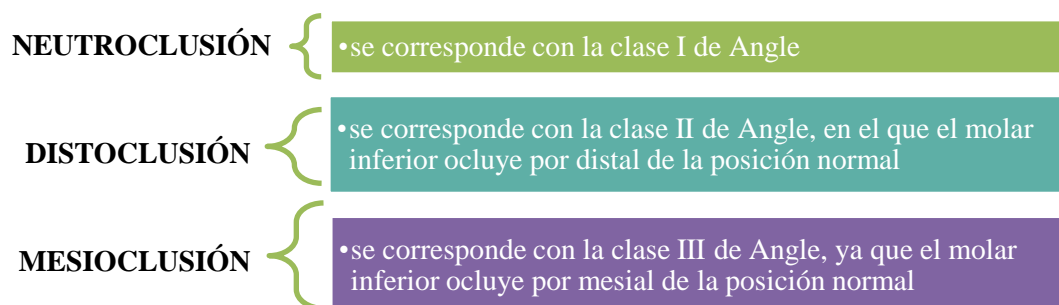 NEUTROCLUSIÓN
•se corresponde con la clase I de Angle
DISTOCLUSIÓN
•se corresponde con la clase II de Angle, en el que el molar
inferior ocluye por distal de la posición normal
MESIOCLUSIÓN
•se corresponde con la clase III de Angle, ya que el molar
inferior ocluye por mesial de la posición normal